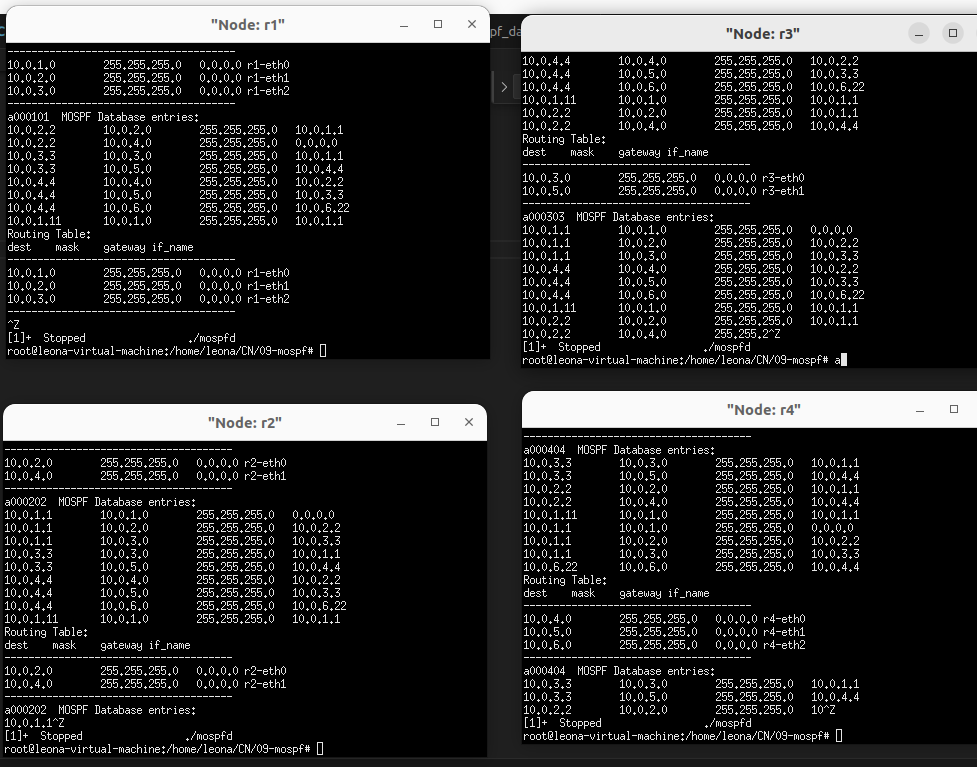 "Node: r1"
--------------------------------------
10.0.1.0 255.255.255.0 0.0.0.0 r1-eth0
10.0.2.0 255.255.255.0 0.0.0.0 r1-eth1
10.0.3.0 255.255.255.0 0.0.0.0 r1-eth2
--------------------------------------
a000101 MOSPF Database entries:
10.0.2.2 10.0.2.0 255.255.255.0 10.0.1.1
10.0.2.2 10.0.4.0 255.255.255.0 0.0.0.0
10.0.3.3 10.0.3.0 255.255.255.0 10.0.1.1
10.0.3.3 10.0.5.0 255.255.255.0 10.0.4.4
10.0.4.4 10.0.4.0 255.255.255.0 10.0.2.2
10.0.4.4 10.0.5.0 255.255.255.0 10.0.3.3
10.0.4.4 10.0.6.0 255.255.255.0 10.0.6.22
10.0.1.11 10.0.1.0 255.255.255.0 10.0.1.1
Routing Table:
dest mask gateway if_name
--------------------------------------
10.0.1.0 255.255.255.0 0.0.0.0 r1-eth0
10.0.2.0 255.255.255.0 0.0.0.0 r1-eth1
10.0.3.0 255.255.255.0 0.0.0.0 r1-eth2
--------------------------------------
^Z
[1]+ Stopped ./mospfd
root@leona-virtual-machine:/home/leona/CN/09-mospf#
pf_da
"Node: r3"
10.0.4.4 10.0.4.0 255.255.255.0 10.0.2.2
10.0.4.4 10.0.5.0 255.255.255.0 10.0.3.3
10.0.4.4 10.0.6.0 255.255.255.0 10.0.6.22
10.0.1.11 10.0.1.0 255.255.255.0 10.0.1.1
10.0.2.2 10.0.2.0 255.255.255.0 10.0.1.1
10.0.2.2 10.0.4.0 255.255.255.0 10.0.4.4
Routing Table:
dest mask gateway if_name
--------------------------------------
10.0.3.0 255.255.255.0 0.0.0.0 r3-eth0
10.0.5.0 255.255.255.0 0.0.0.0 r3-eth1
--------------------------------------
a000303 MOSPF Database entries:
10.0.1.1 10.0.1.0 255.255.255.0 0.0.0.0
10.0.1.1 10.0.2.0 255.255.255.0 10.0.2.2
10.0.1.1 10.0.3.0 255.255.255.0 10.0.3.3
10.0.4.4 10.0.4.0 255.255.255.0 10.0.2.2
10.0.4.4 10.0.5.0 255.255.255.0 10.0.3.3
10.0.4.4 10.0.6.0 255.255.255.0 10.0.6.22
10.0.1.11 10.0.1.0 255.255.255.0 10.0.1.1
10.0.2.2 10.0.2.0 255.255.255.0 10.0.1.1
10.0.2.2 10.0.4.0 255.255.2^Z
[1]+ Stopped ./mospfd
root@leona-virtual-machine:/home/leona/CN/09-mospf# a
"Node: r2"
--------------------------------------
10.0.2.0 255.255.255.0 0.0.0.0 r2-eth0
10.0.4.0 255.255.255.0 0.0.0.0 r2-eth1
--------------------------------------
a000202 MOSPF Database entries:
10.0.1.1 10.0.1.0 255.255.255.0 0.0.0.0
10.0.1.1 10.0.2.0 255.255.255.0 10.0.2.2
10.0.1.1 10.0.3.0 255.255.255.0 10.0.3.3
10.0.3.3 10.0.3.0 255.255.255.0 10.0.1.1
10.0.3.3 10.0.5.0 255.255.255.0 10.0.4.4
10.0.4.4 10.0.4.0 255.255.255.0 10.0.2.2
10.0.4.4 10.0.5.0 255.255.255.0 10.0.3.3
10.0.4.4 10.0.6.0 255.255.255.0 10.0.6.22
10.0.1.11 10.0.1.0 255.255.255.0 10.0.1.1
Routing Table:
dest mask gateway if_name
--------------------------------------
10.0.2.0 255.255.255.0 0.0.0.0 r2-eth0
10.0.4.0 255.255.255.0 0.0.0.0 r2-eth1
--------------------------------------
a000202 MOSPF Database entries:
10.0.1.1^Z
[1]+ Stopped ./mospfd
root@leona-virtual-machine:/home/leona/CN/09-mospf#
"Node: r4"
--------------------------------------
a000404 MOSPF Database entries:
10.0.3.3 10.0.3.0 255.255.255.0 10.0.1.1
10.0.3.3 10.0.5.0 255.255.255.0 10.0.4.4
10.0.2.2 10.0.2.0 255.255.255.0 10.0.1.1
10.0.2.2 10.0.4.0 255.255.255.0 10.0.4.4
10.0.1.11 10.0.1.0 255.255.255.0 10.0.1.1
10.0.1.1 10.0.1.0 255.255.255.0 0.0.0.0
10.0.1.1 10.0.2.0 255.255.255.0 10.0.2.2
10.0.1.1 10.0.3.0 255.255.255.0 10.0.3.3
10.0.6.22 10.0.6.0 255.255.255.0 10.0.4.4
Routing Table:
dest mask gateway if_name
--------------------------------------
10.0.4.0 255.255.255.0 0.0.0.0 r4-eth0
10.0.5.0 255.255.255.0 0.0.0.0 r4-eth1
10.0.6.0 255.255.255.0 0.0.0.0 r4-eth2
--------------------------------------
a000404 MOSPF Database entries:
10.0.3.3 10.0.3.0 255.255.255.0 10.0.1.1
10.0.3.3 10.0.5.0 255.255.255.0 10.0.4.4
10.0.2.2 10.0.2.0 255.255.255.0 10^Z
[1]+ Stopped ./mospfd
root@leona-virtual-machine:/home/leona/CN/09-mospf#